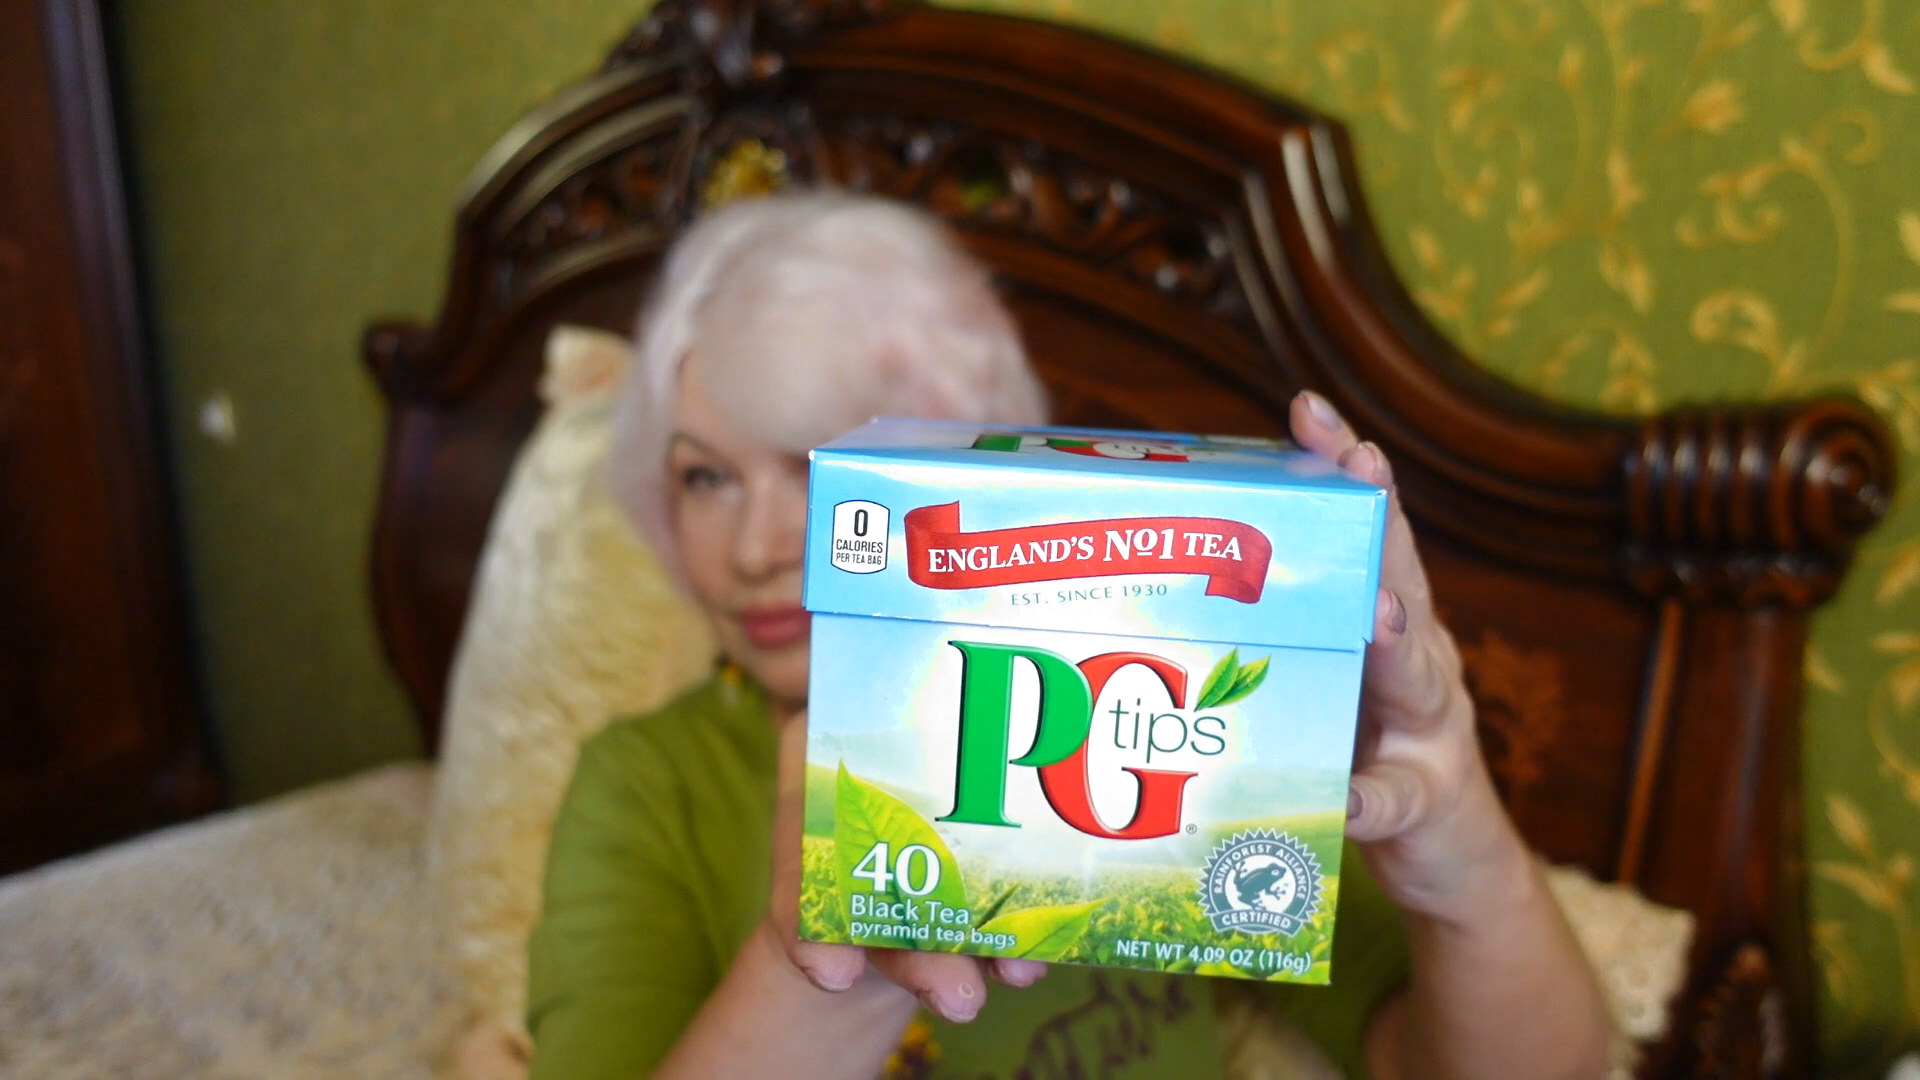 PG
0
CALORIES
PER TEA BAG
ENGLAND'S No1 TEA
EST. SINCE 1930
PG
tips
®
40
Black Tea
pyramid tea bags
RAINFOREST ALLIANCE
CERTIFIED
NET WT 4.09 OZ (116g)